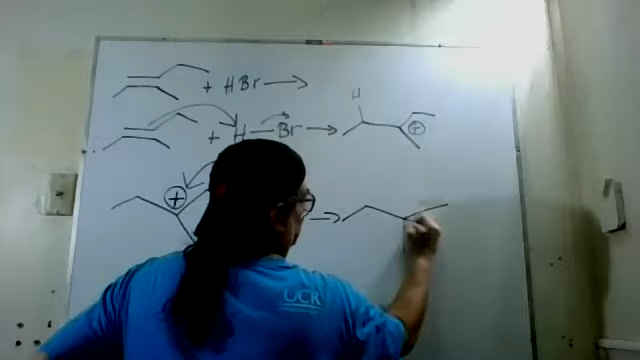 + HBr →
+ H — Br → H ⊕
⊕ →
UCR